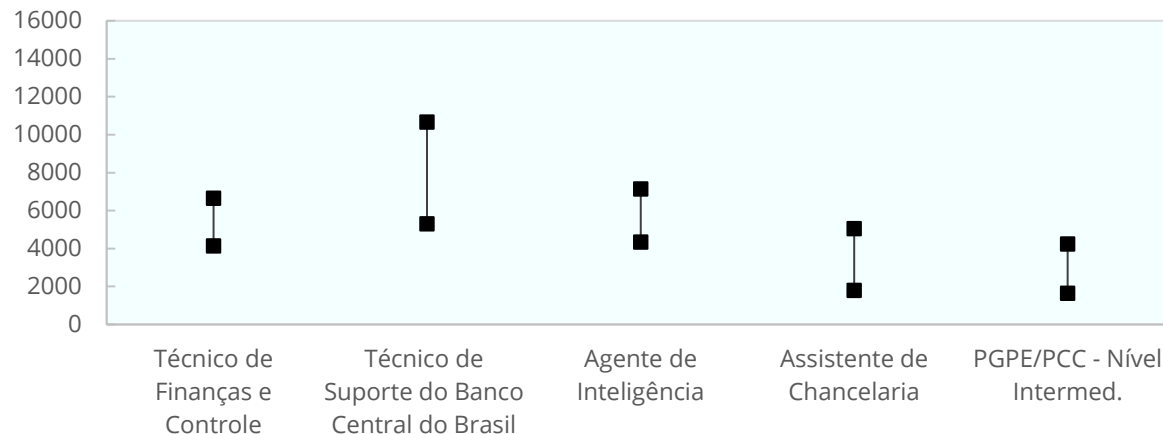 16000
14000
12000
10000
8000
6000
4000
2000
0
Técnico de
Finanças e
Controle
Técnico de
Suporte do Banco
Central do Brasil
Agente de
Inteligência
Assistente de
Chancelaria
PGPE/PCC - Nível
Intermed.